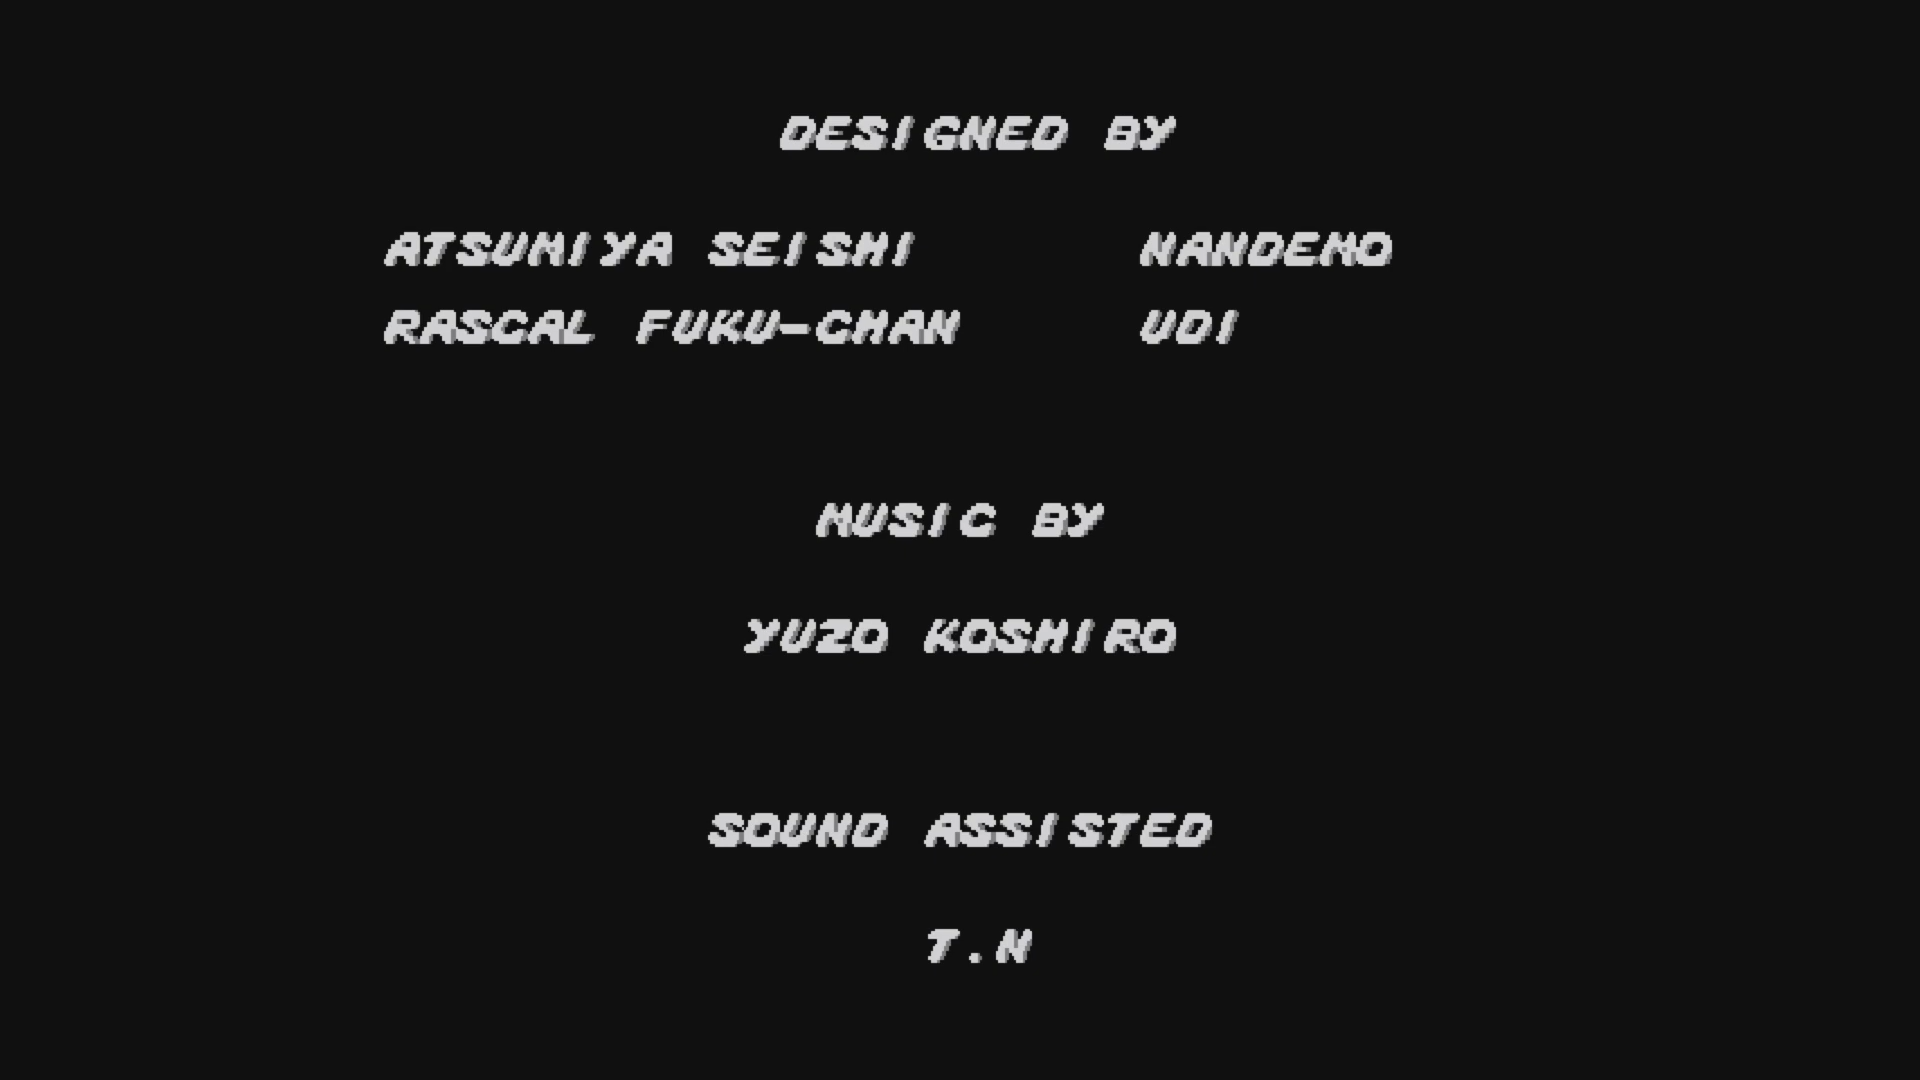 DESIGNED BY
ATSUMIYA SEISHI NANDEMO
RASCAL FUKU-CHAN UDI
MUSIC BY
YUZO KOSHIRO
SOUND ASSISTED
T.N